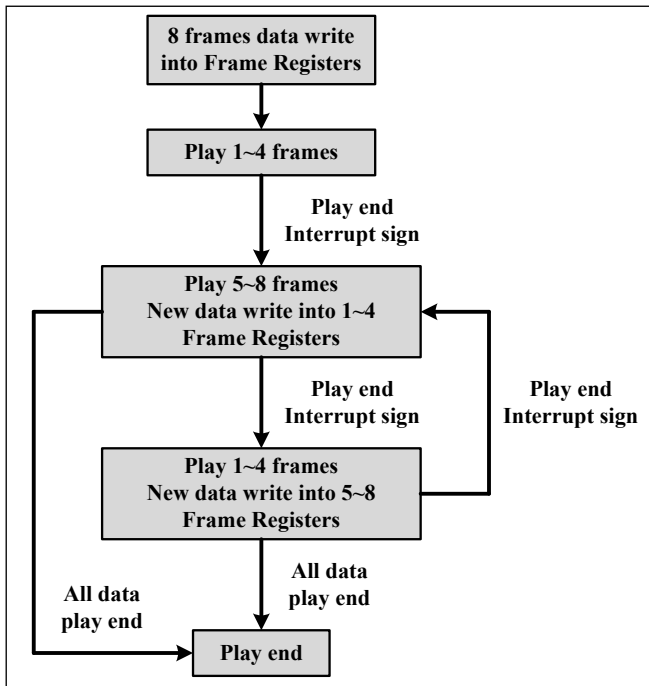 8 frames data write
into Frame Registers
Play 1~4 frames
Play end
Interrupt sign
Play 5~8 frames
New data write into 1~4
Frame Registers
Play end
Interrupt sign
Play end
Interrupt sign
Play 1~4 frames
New data write into 5~8
Frame Registers
All data
play end
All data
play end
Play end